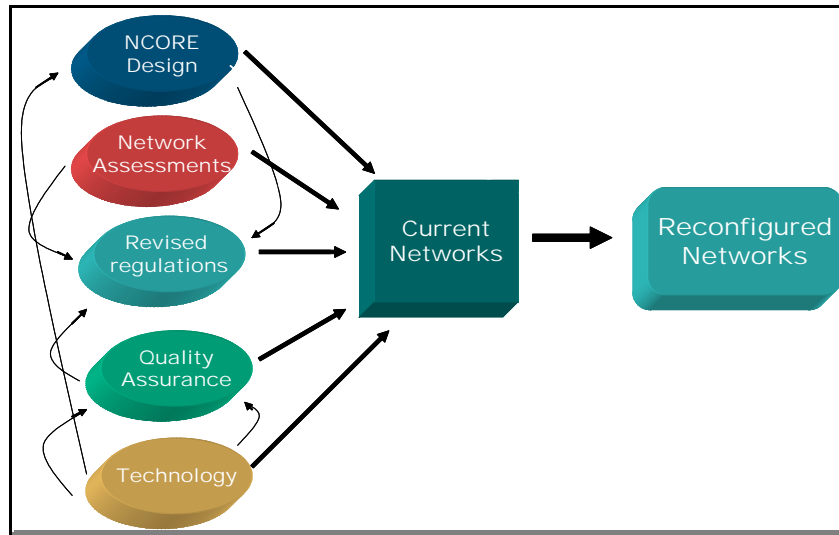 NCORE
Design
Network
Assessments
Revised
regulations
Quality
Assurance
Technology
Current
Networks
Reconfigured
Networks